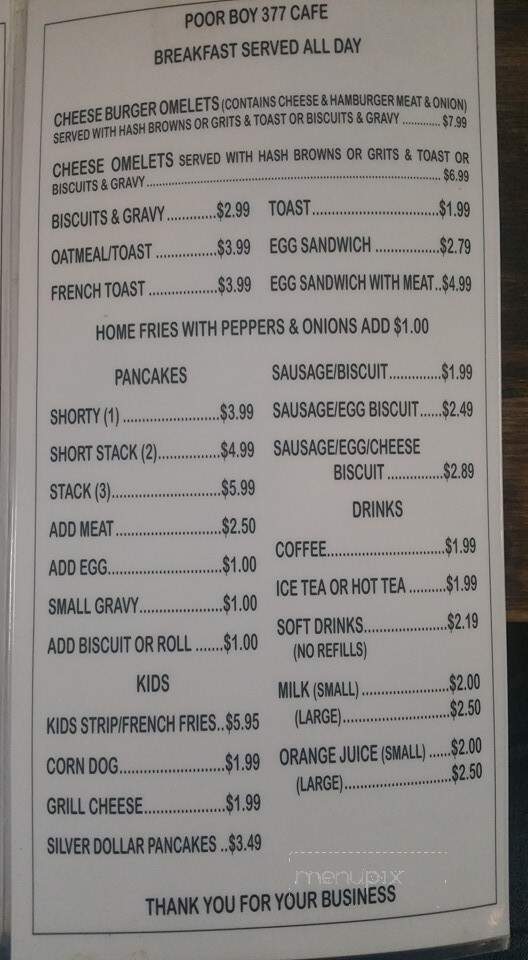 POOR BOY 377 CAFE
BREAKFAST SERVED ALL DAY
CHEESE BURGER OMELETS (CONTAINS CHEESE & HAMBURGER MEAT & ONION)
SERVED WITH HASH BROWNS OR GRITS & TOAST OR BISCUITS & GRAVY ............ $7.99
CHEESE OMELETS SERVED WITH HASH BROWNS OR GRITS & TOAST OR
BISCUITS & GRAVY.................................................. $6.99
BISCUITS & GRAVY............$2.99
OATMEAL/TOAST ...............$3.99
FRENCH TOAST .................$3.99
TOAST...............................$1.99
EGG SANDWICH ................$2.79
EGG SANDWICH WITH MEAT..$4.99
HOME FRIES WITH PEPPERS & ONIONS ADD $1.00
PANCAKES
SHORTY (1) ........................$3.99
SHORT STACK (2)...............$4.99
STACK (3)...........................$5.99
ADD MEAT..........................$2.50
ADD EGG............................$1.00
SMALL GRAVY....................$1.00
ADD BISCUIT OR ROLL .......$1.00
KIDS
KIDS STRIP/FRENCH FRIES..$5.95
CORN DOG..........................$1.99
GRILL CHEESE....................$1.99
SILVER DOLLAR PANCAKES ..$3.49
SAUSAGE/BISCUIT.............$1.99
SAUSAGE/EGG BISCUIT......$2.49
SAUSAGE/EGG/CHEESE
BISCUIT ..............$2.89
DRINKS
COFFEE.............................$1.99
ICE TEA OR HOT TEA .........$1.99
SOFT DRINKS.....................$2.19
(NO REFILLS)
MILK (SMALL) .....................$2.00
(LARGE)..........................$2.50
ORANGE JUICE (SMALL) ......$2.00
(LARGE)..........................$2.50
menupix
THANK YOU FOR YOUR BUSINESS